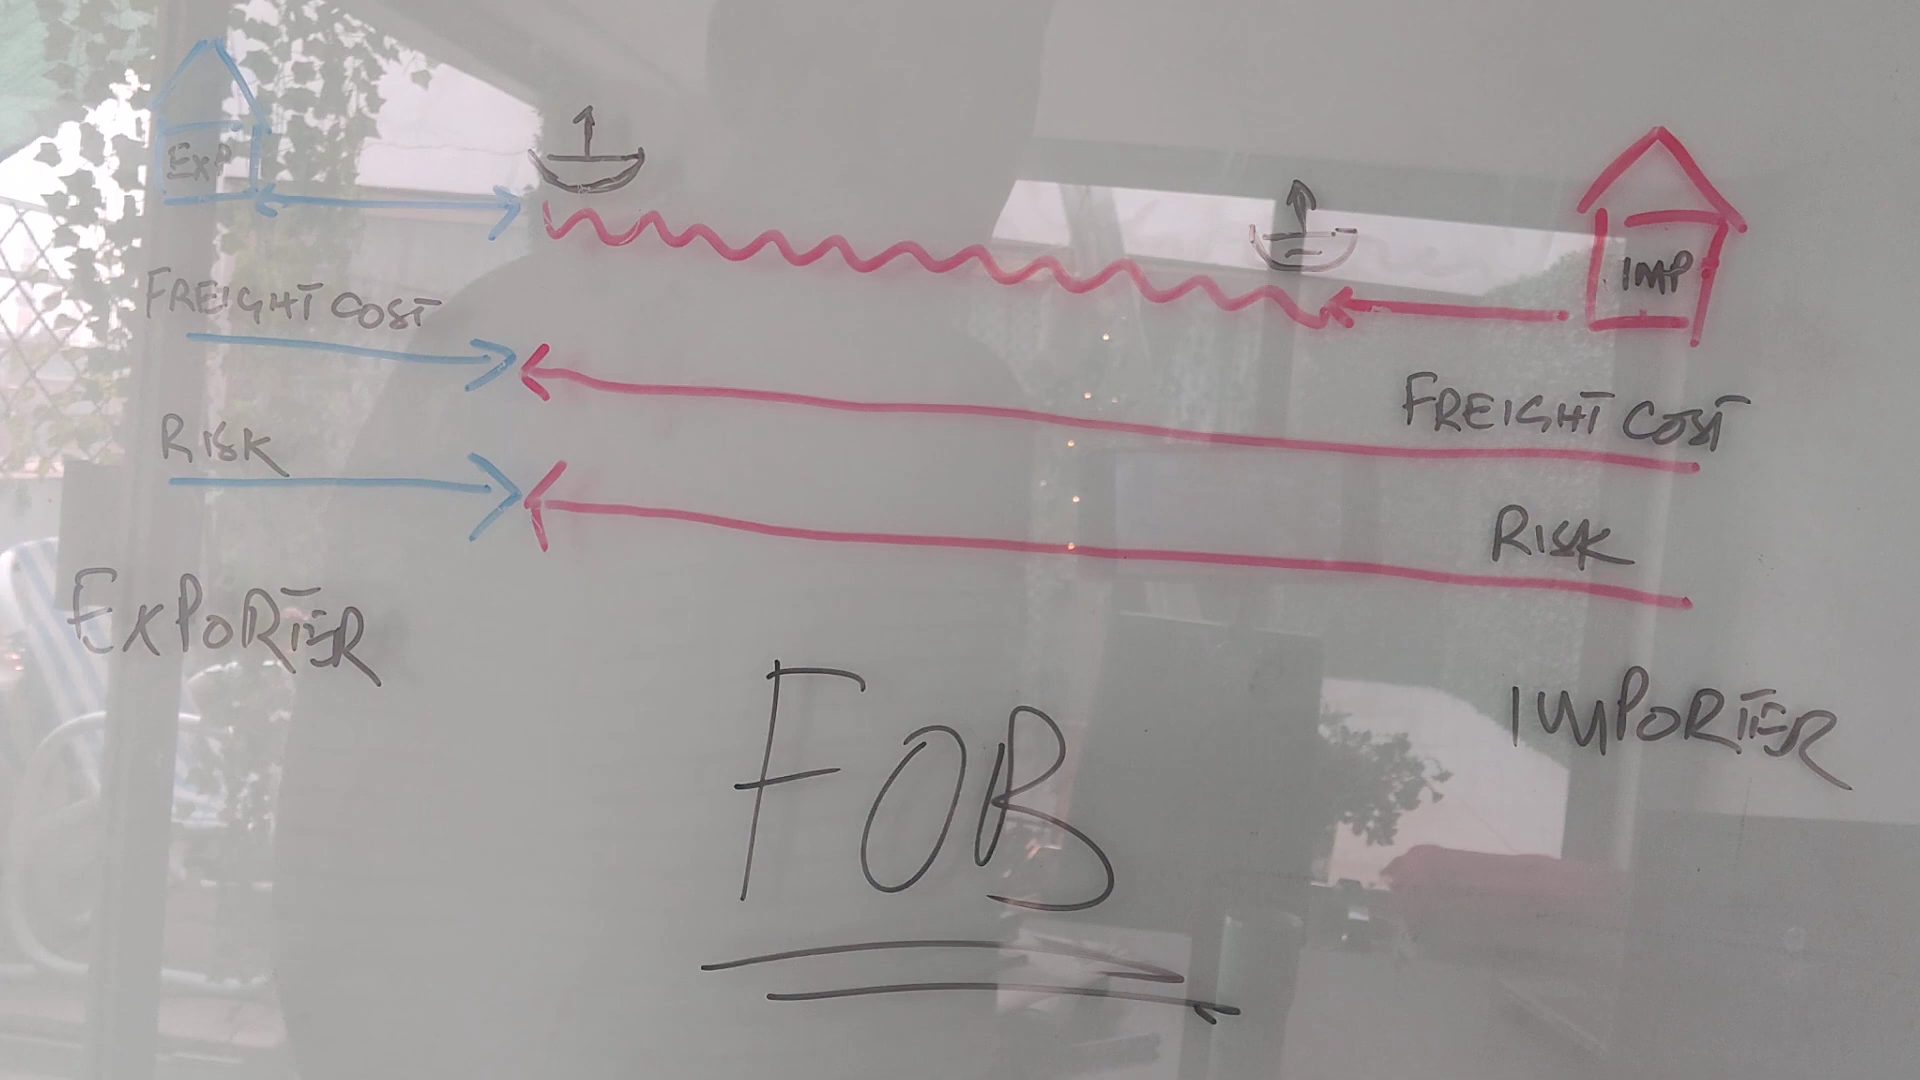 EXP
IMP
FREIGHT COST
FREIGHT COST
RISK
RISK
EXPORTER
IMPORTER
FOB